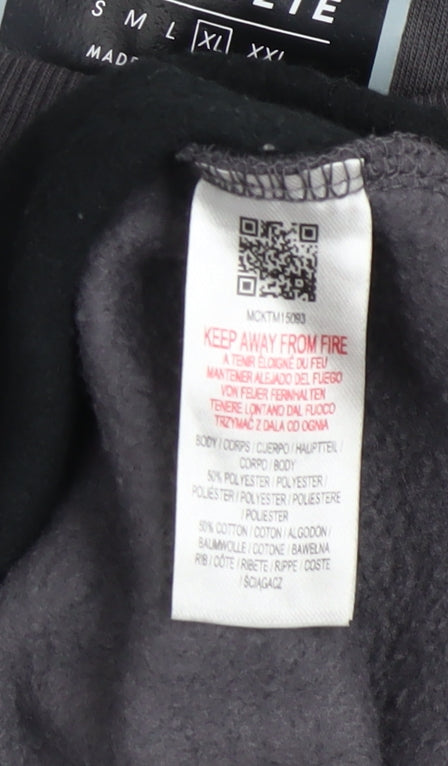 S M L XL XXL
MADE
MCKTM15093
KEEP AWAY FROM FIRE
A TENIR ÉLOIGNÉ DU FEU
MANTENER ALEJADO DEL FUEGO
VON FEUER FERNHALTEN
TENERE LONTANO DAL FUOCO
TRZYMAĆ Z DALA OD OGNIA
BODY / CORPS / CUERPO / HAUPTTEIL /
CORPO / BODY
50% POLYESTER / POLYESTER /
POLIÉSTER / POLYESTER / POLIESTERE
/ POLIESTER
50% COTTON / COTON / ALGODÓN /
BAUMWOLLE / COTONE / BAWEŁNA
RIB / CÔTE / RIBETE / RIPPE / COSTE
/ ŚCIĄGACZ